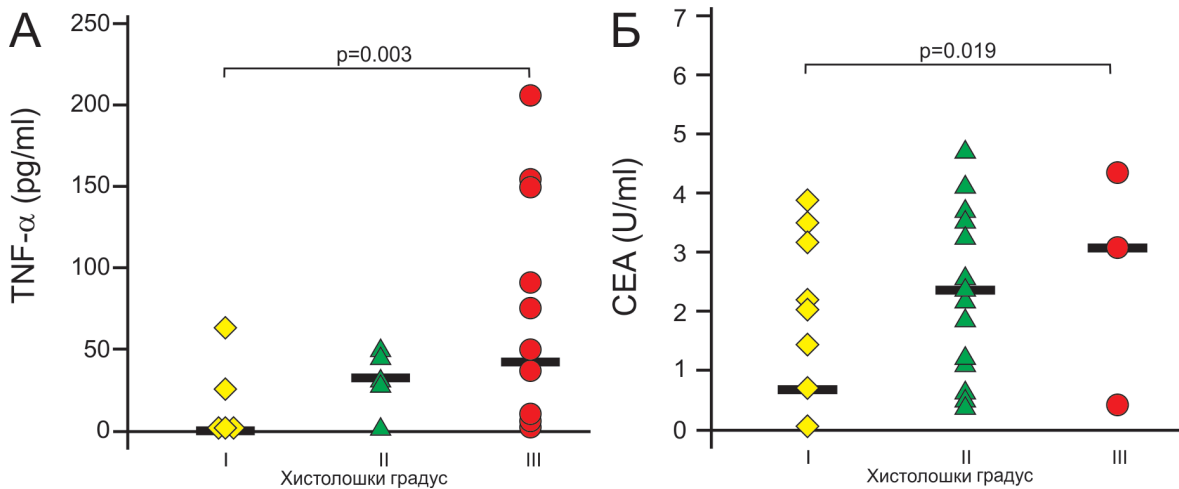 А
TNF-α (pg/ml)
250
200
150
100
50
0
p=0.003
I
II
III
Хистолошки градус
Б
CEA (U/ml)
7
6
5
4
3
2
1
0
p=0.019
I
II
III
Хистолошки градус